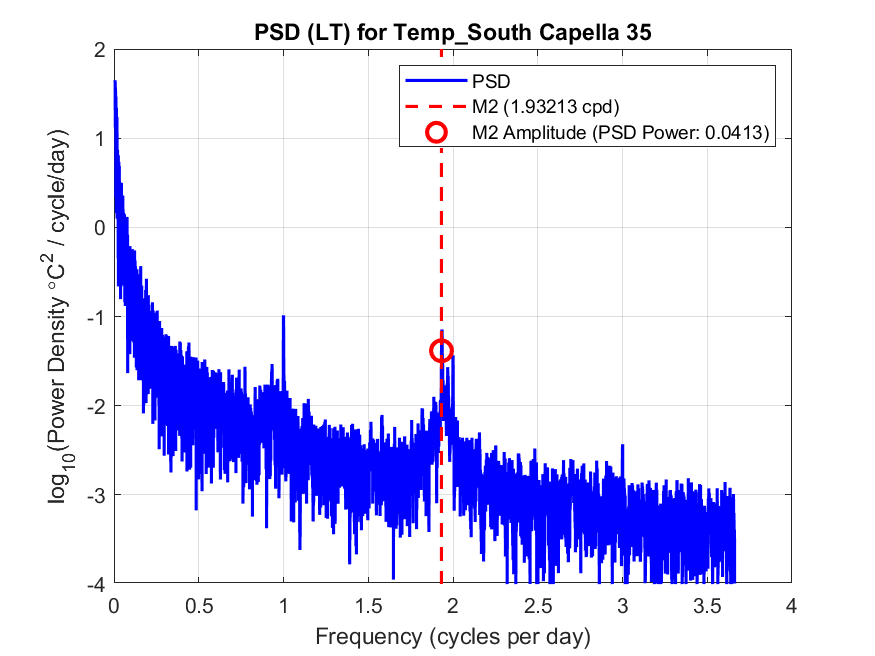 PSD (LT) for Temp_South Capella 35
PSD
M2 (1.93213 cpd)
M2 Amplitude (PSD Power: 0.0413)
log10(Power Density °C2 / cycle/day)
2
1
0
-1
-2
-3
-4
0 0.5 1 1.5 2 2.5 3 3.5 4
Frequency (cycles per day)